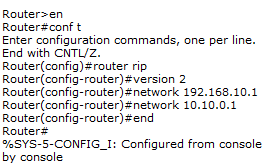 Router>en
Router#conf t
Enter configuration commands, one per line.
End with CNTL/Z.
Router(config)#router rip
Router(config-router)#version 2
Router(config-router)#network 192.168.10.1
Router(config-router)#network 10.10.0.1
Router(config-router)#end
Router#
%SYS-5-CONFIG_I: Configured from console
by console